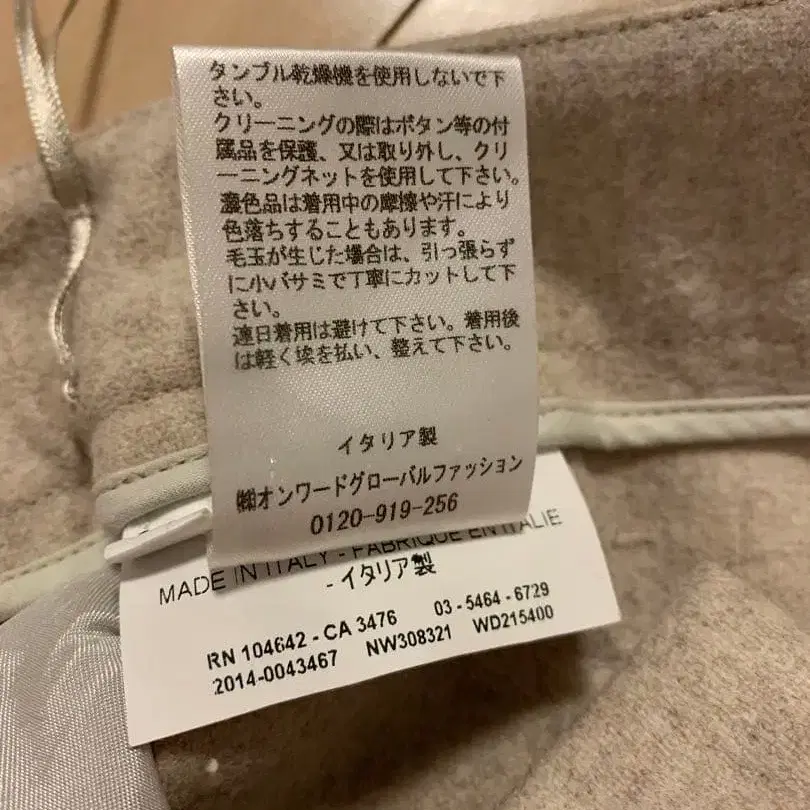 タンブル乾燥機を使用しないで下
さい。
クリーニングの際はボタン等の付
属品を保護、又は取り外し、クリ
ーニングネットを使用して下さい。
濃色品は着用中の摩擦や汗により
色落ちすることもあります。
毛玉が生じた場合は、引っ張らず
に小バサミで丁寧にカットして下
さい。
連日着用は避けて下さい。着用後
は軽く埃を払い、整えて下さい。
イタリア製
㈱オンワードグローバルファッション
0120-919-256
MADE IN ITALY - FABRIQUE EN ITALIE
- イタリア製
RN 104642 - CA 3476 03 - 5464 - 6729
2014-0043467 NW308321 WD215400